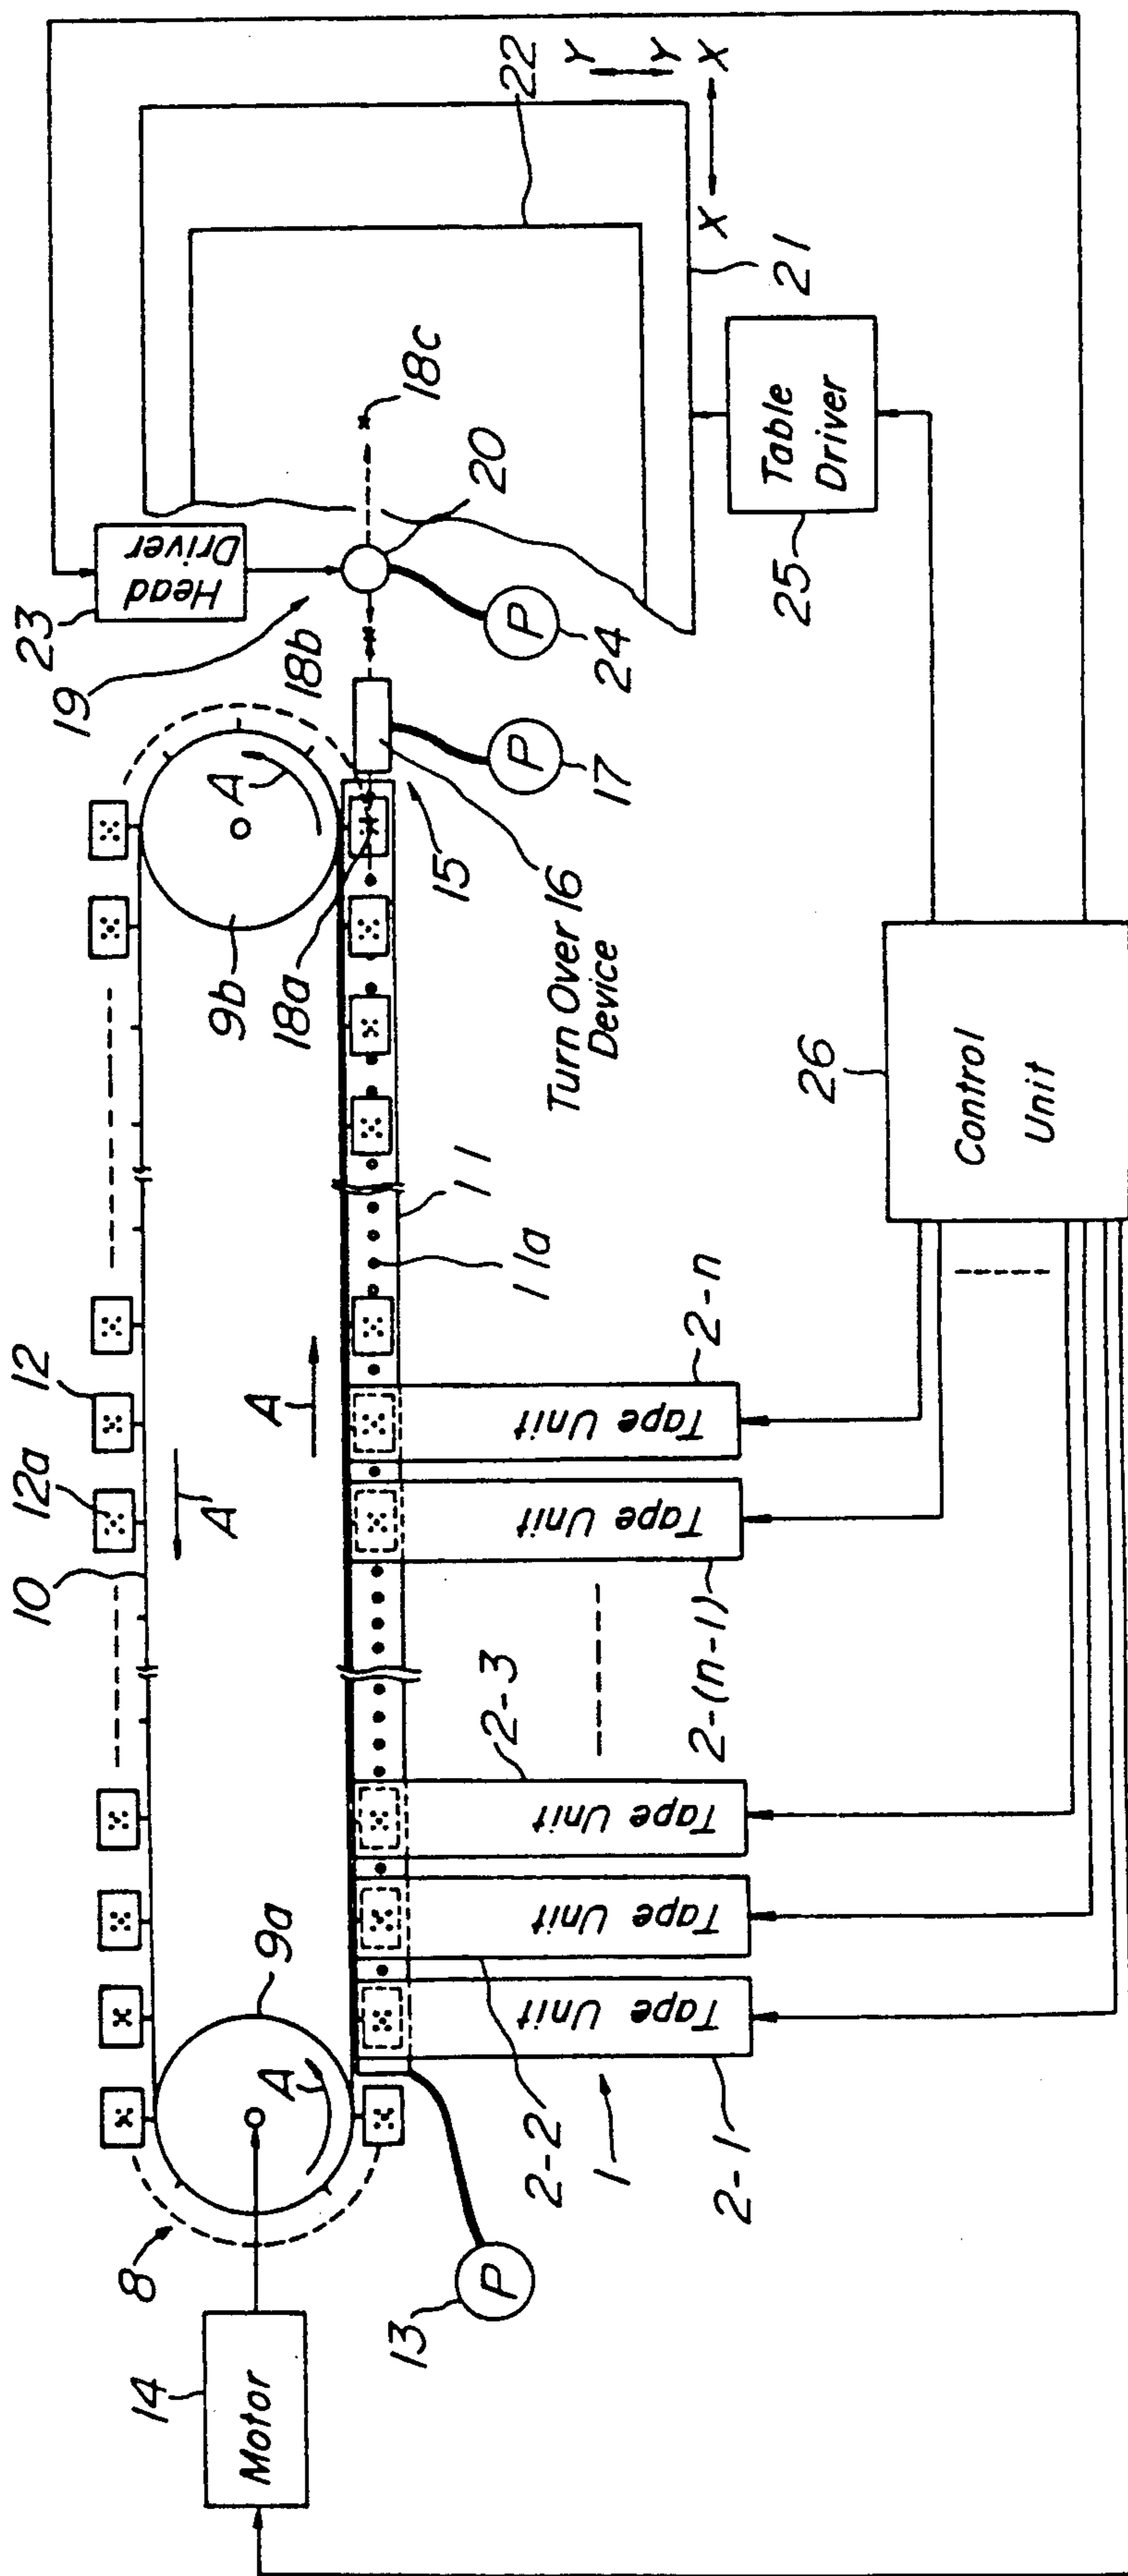 22
Y
Y
X
X
21
18c
20
Head
Driver
23
19
18b
P
24
P
17
Table
Driver
25
A
9b
18a
15
16
Turn Over
Device
11
11a
26
Control
Unit
12
12a
10
A
A
Tape Unit
2-n
Tape Unit
2-(n-1)
2-3
Tape Unit
Tape Unit
2-2
Tape Unit
2-1
1
9a
A
8
14
Motor
13
P